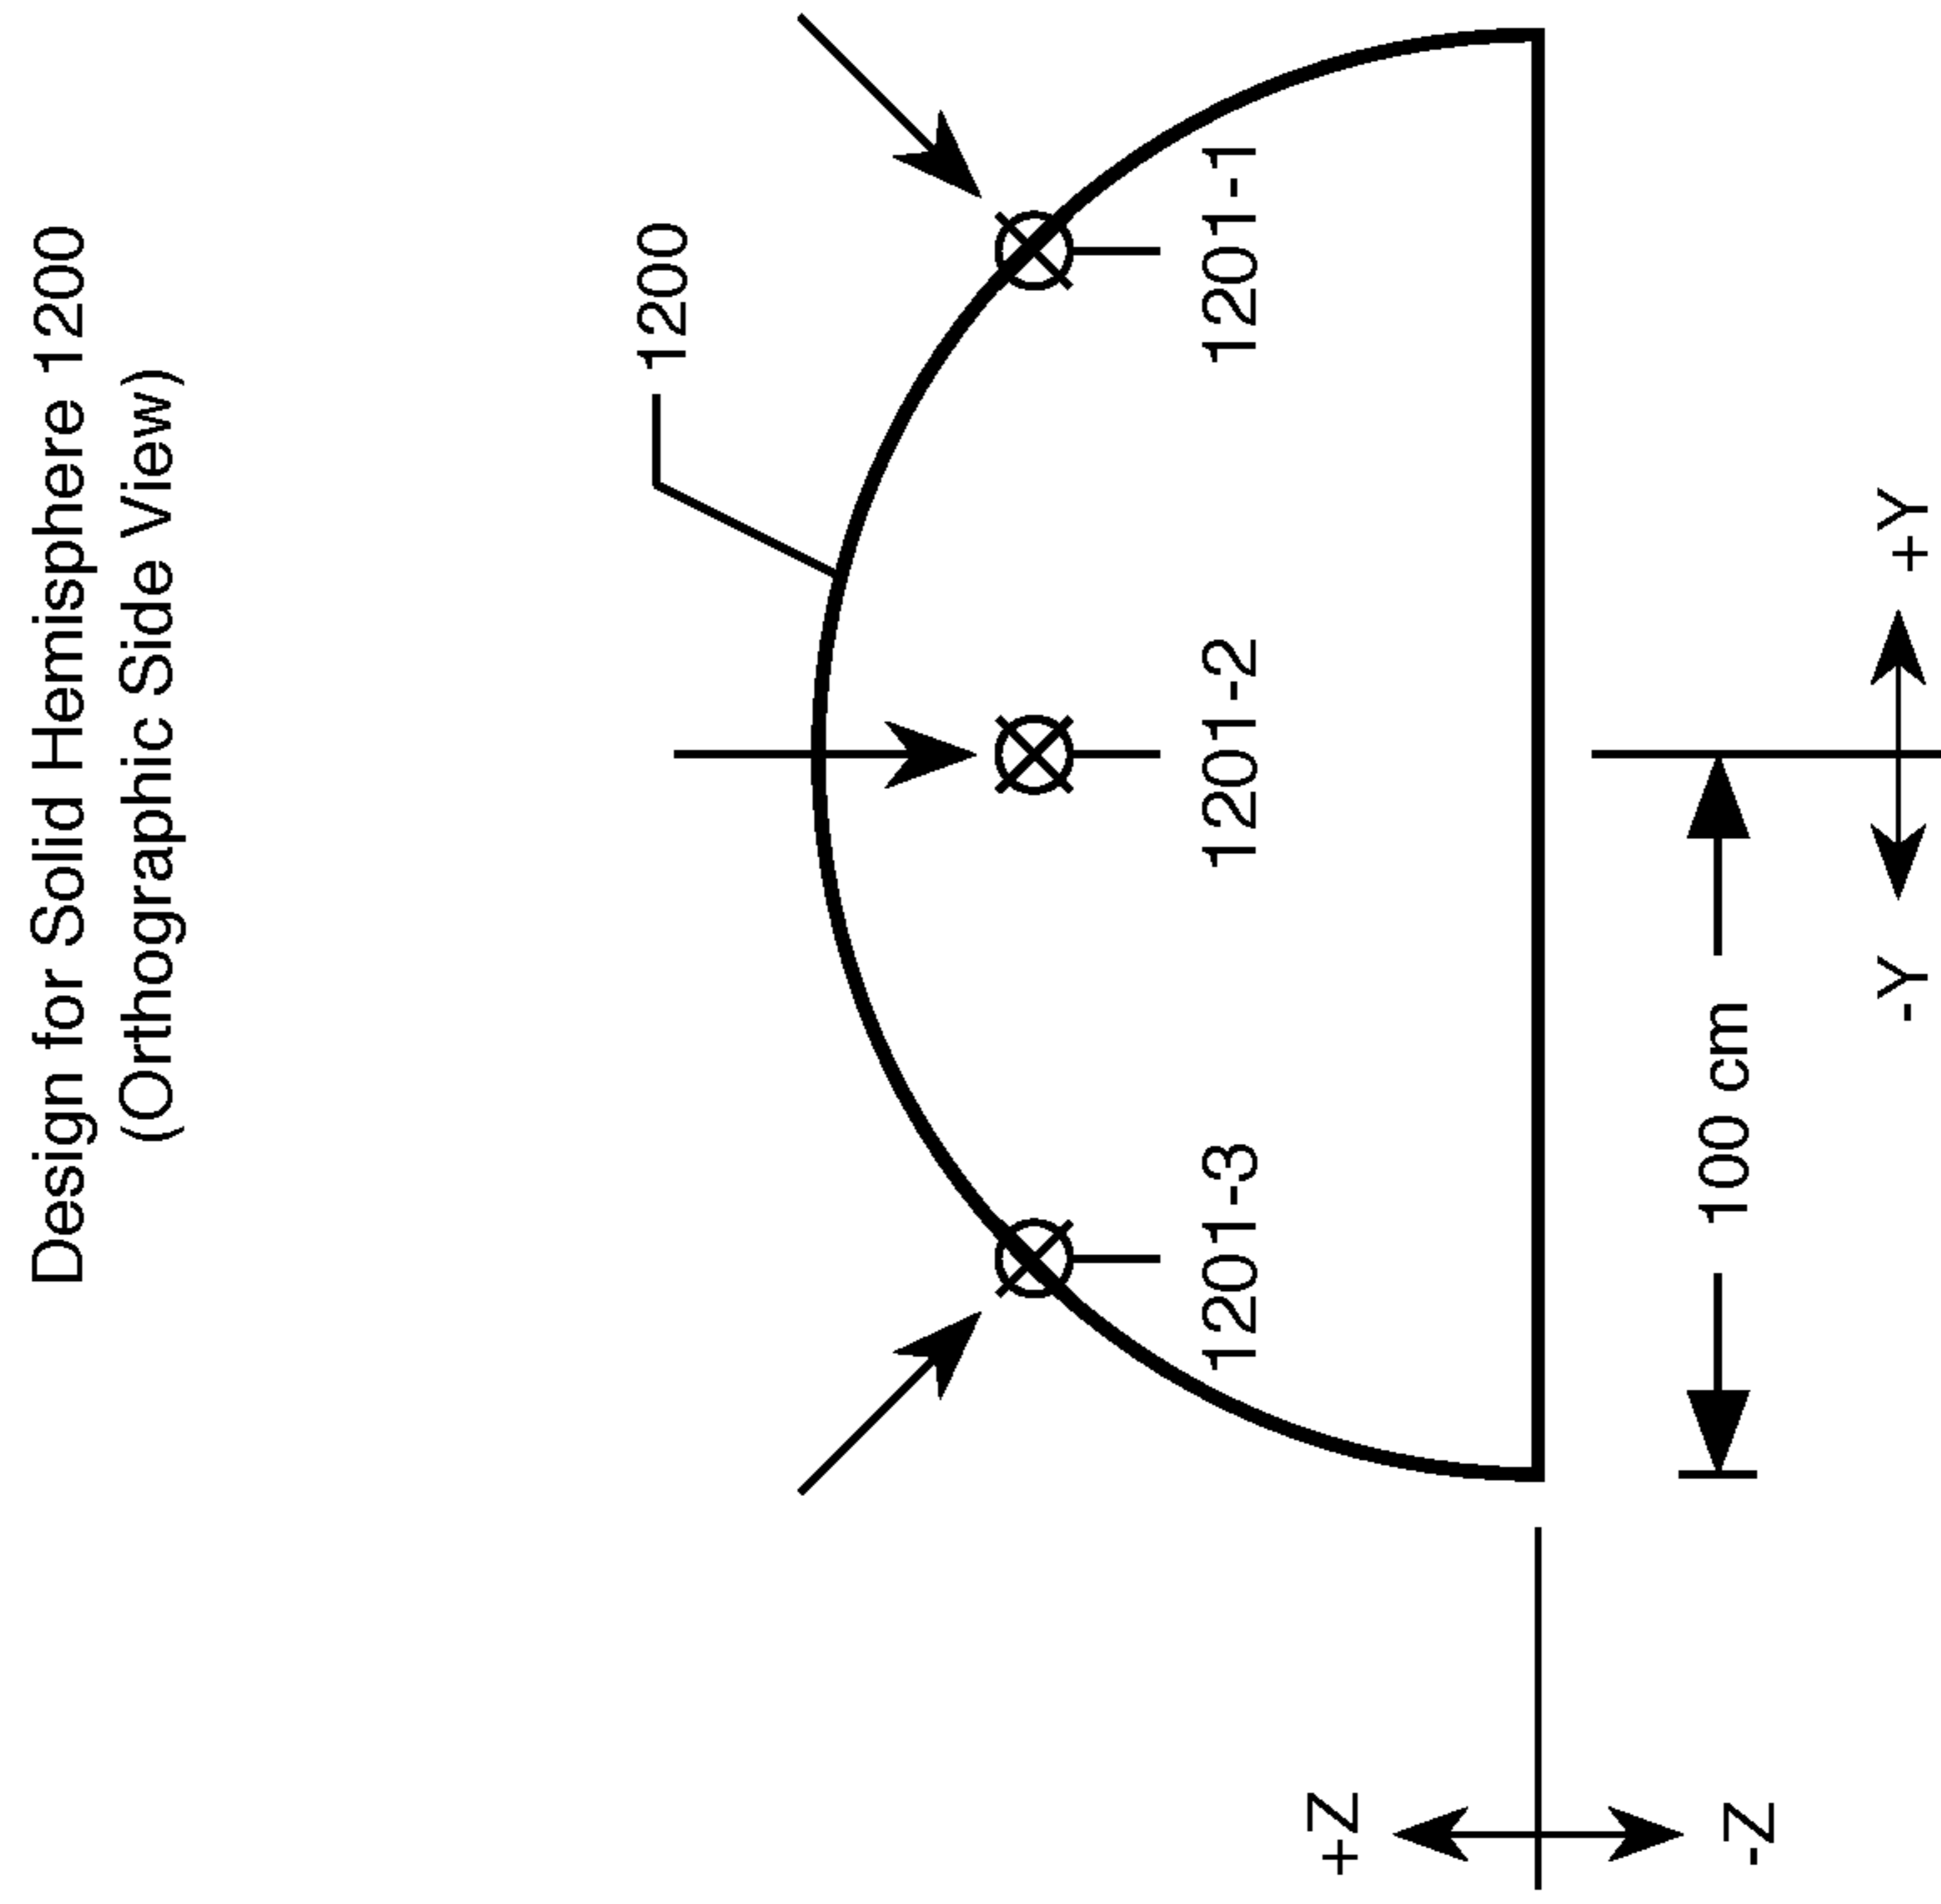 Design for Solid Hemisphere 1200
(Orthographic Side View)
1200
1201-3
1201-2
1201-1
+Z
-Z
100 cm
-Y
+Y